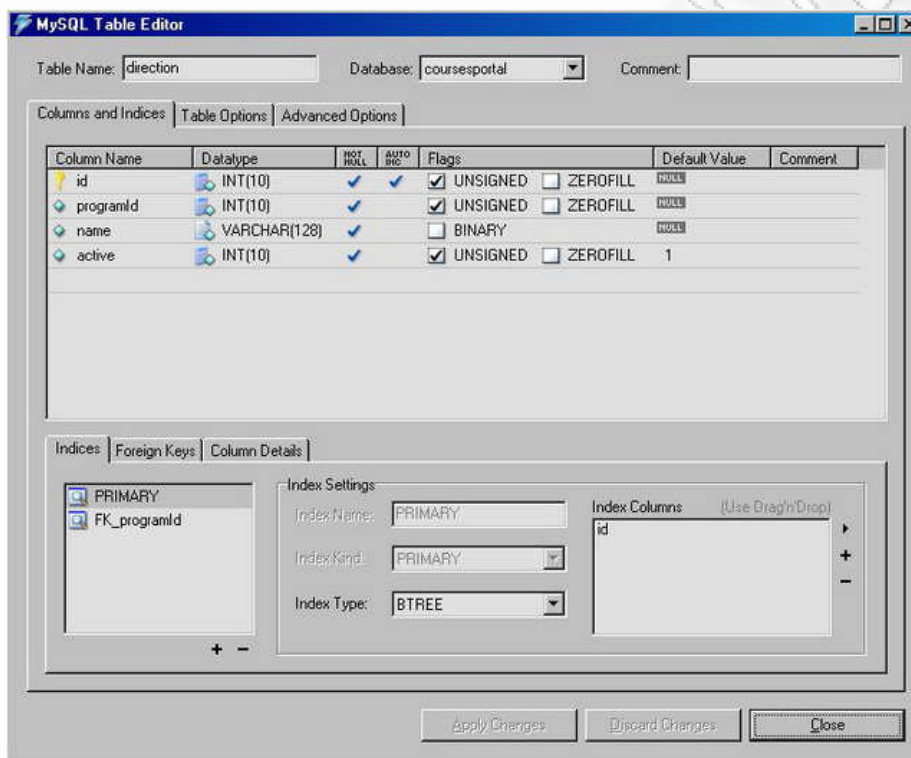 MySQL Table Editor
Table Name: direction Database: coursesportal Comment:
Columns and Indices Table Options Advanced Options
Column Name Datatype NOT NULL AUTO INC Flags Default Value Comment
id INT(10) UNSIGNED ZEROFILL NULL
programId INT(10) UNSIGNED ZEROFILL
name VARCHAR(128) BINARY NULL
active INT(10) UNSIGNED ZEROFILL 1
Indices Foreign Keys Column Details
PRIMARY
FK_programId
Index Settings
Index Name: PRIMARY
Index Kind: PRIMARY
Index Type: BTREE
Index Columns (Use Drag'n'Drop)
id
Apply Changes Discard Changes Close